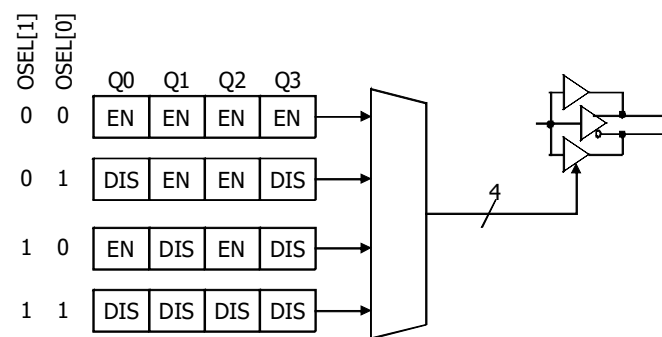 OSEL[1] OSEL[0]
Q0 Q1 Q2 Q3
0 0 EN EN EN EN
4
0 1 DIS EN EN DIS
1 0 EN DIS EN DIS
1 1 DIS DIS DIS DIS